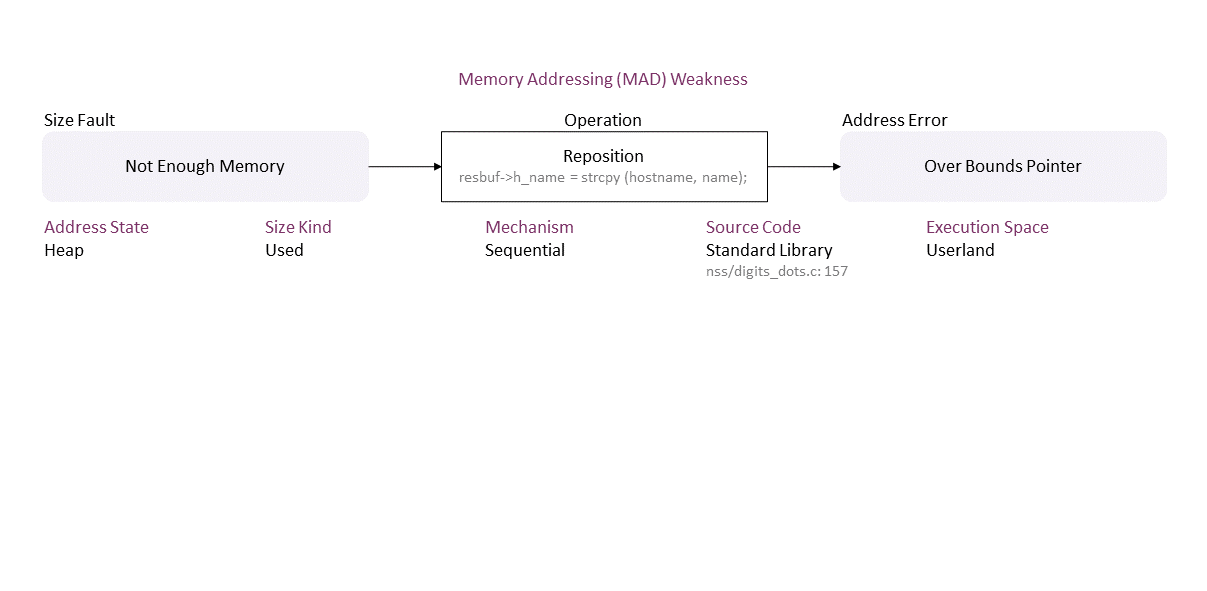 Memory Addressing (MAD) Weakness
Size Fault
Operation
Address Error
Not Enough Memory
Reposition
resbuf->h_name = strcpy (hostname, name);
Over Bounds Pointer
Address State
Heap
Size Kind
Used
Mechanism
Sequential
Source Code
Standard Library
nss/digits_dots.c: 157
Execution Space
Userland